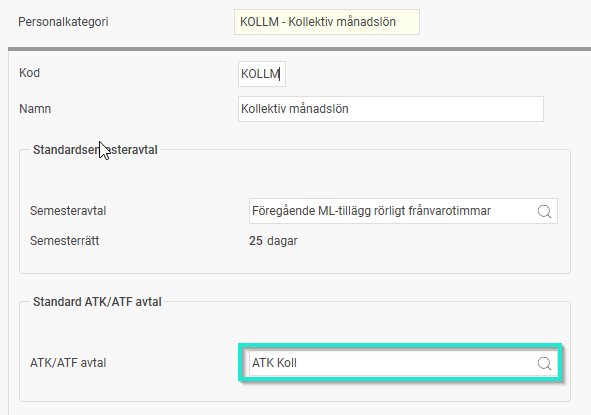 Personalkategori KOLLM - Kollektiv månadslön
Kod KOLLM
Namn Kollektiv månadslön
Standardsemesteravtal
Semesteravtal Föregående ML-tillägg rörligt frånvarotimmar
Semesterrätt 25 dagar
Standard ATK/ATF avtal
ATK/ATF avtal ATK Koll